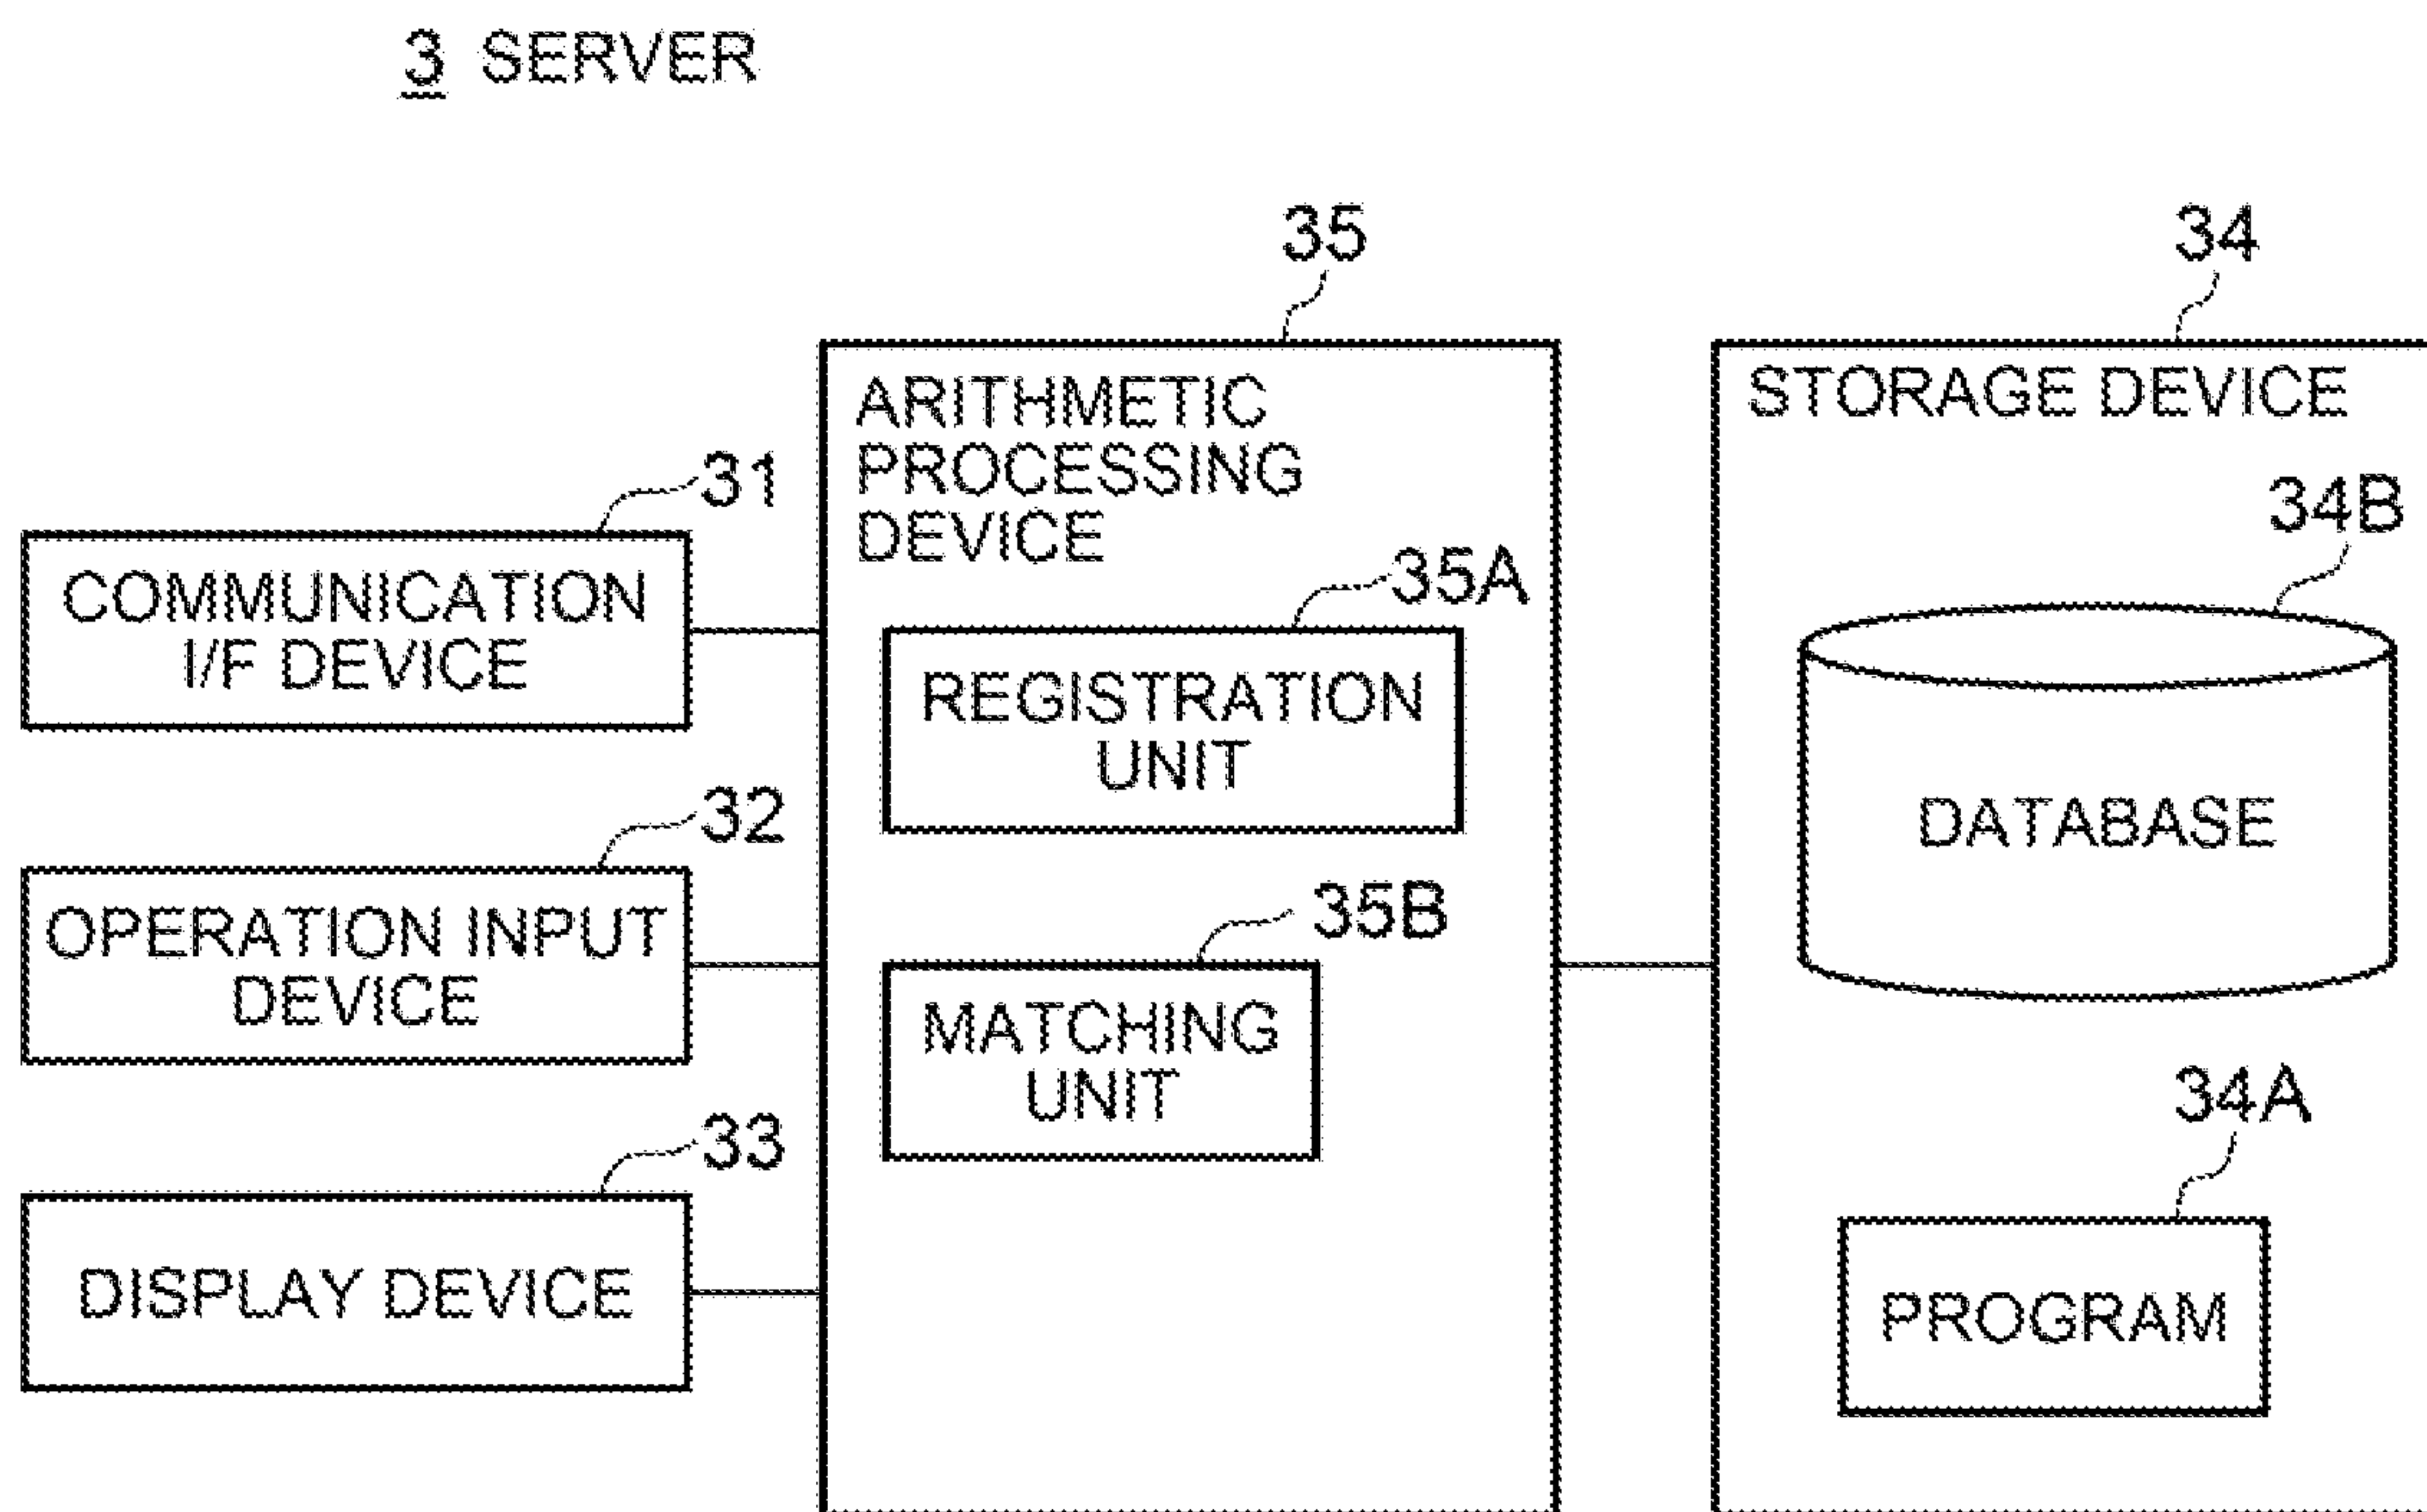 3 SERVER
35
34
ARITHMETIC
PROCESSING
DEVICE
STORAGE DEVICE
31
COMMUNICATION
I/F DEVICE
35A
REGISTRATION
UNIT
34B
DATABASE
32
OPERATION INPUT
DEVICE
35B
MATCHING
UNIT
33
DISPLAY DEVICE
34A
PROGRAM